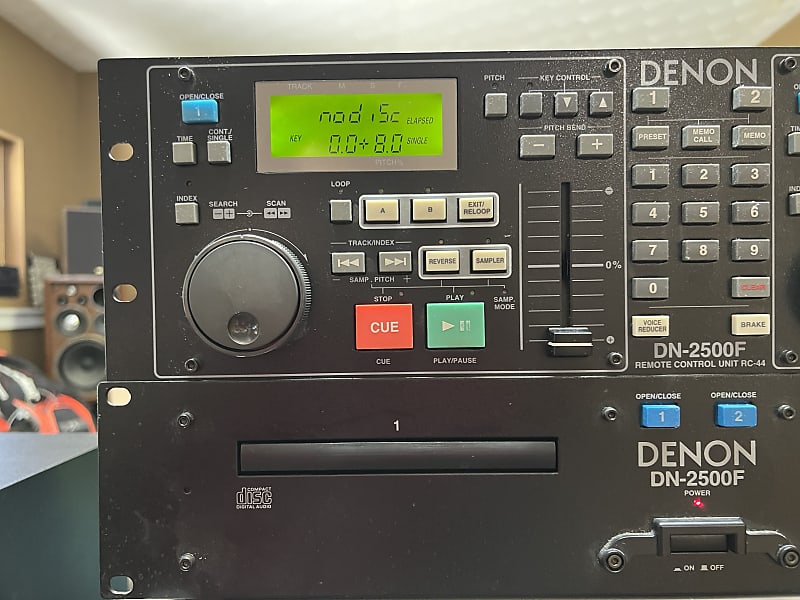 TRACK M S F
nodiSc ELAPSED
KEY 0.0+8.0 SINGLE
PITCH%
OPEN/CLOSE
1
TIME
CONT./
SINGLE
INDEX
SEARCH
SCAN
LOOP
A
B
EXIT/
RELOOP
TRACK/INDEX
SAMP. PITCH
REVERSE
SAMPLER
STOP
CUE
CUE
PLAY
PLAY/PAUSE
SAMP.
MODE
PITCH
KEY CONTROL
PITCH BEND
−
+
0%
DENON
1
2
PRESET
MEMO
CALL
MEMO
1
2
3
4
5
6
7
8
9
0
CLEAR
VOICE
REDUCER
BRAKE
DN-2500F
REMOTE CONTROL UNIT RC-44
1
COMPACT
disc
DIGITAL AUDIO
OPEN/CLOSE
1
OPEN/CLOSE
2
DENON
DN-2500F
POWER
ON OFF